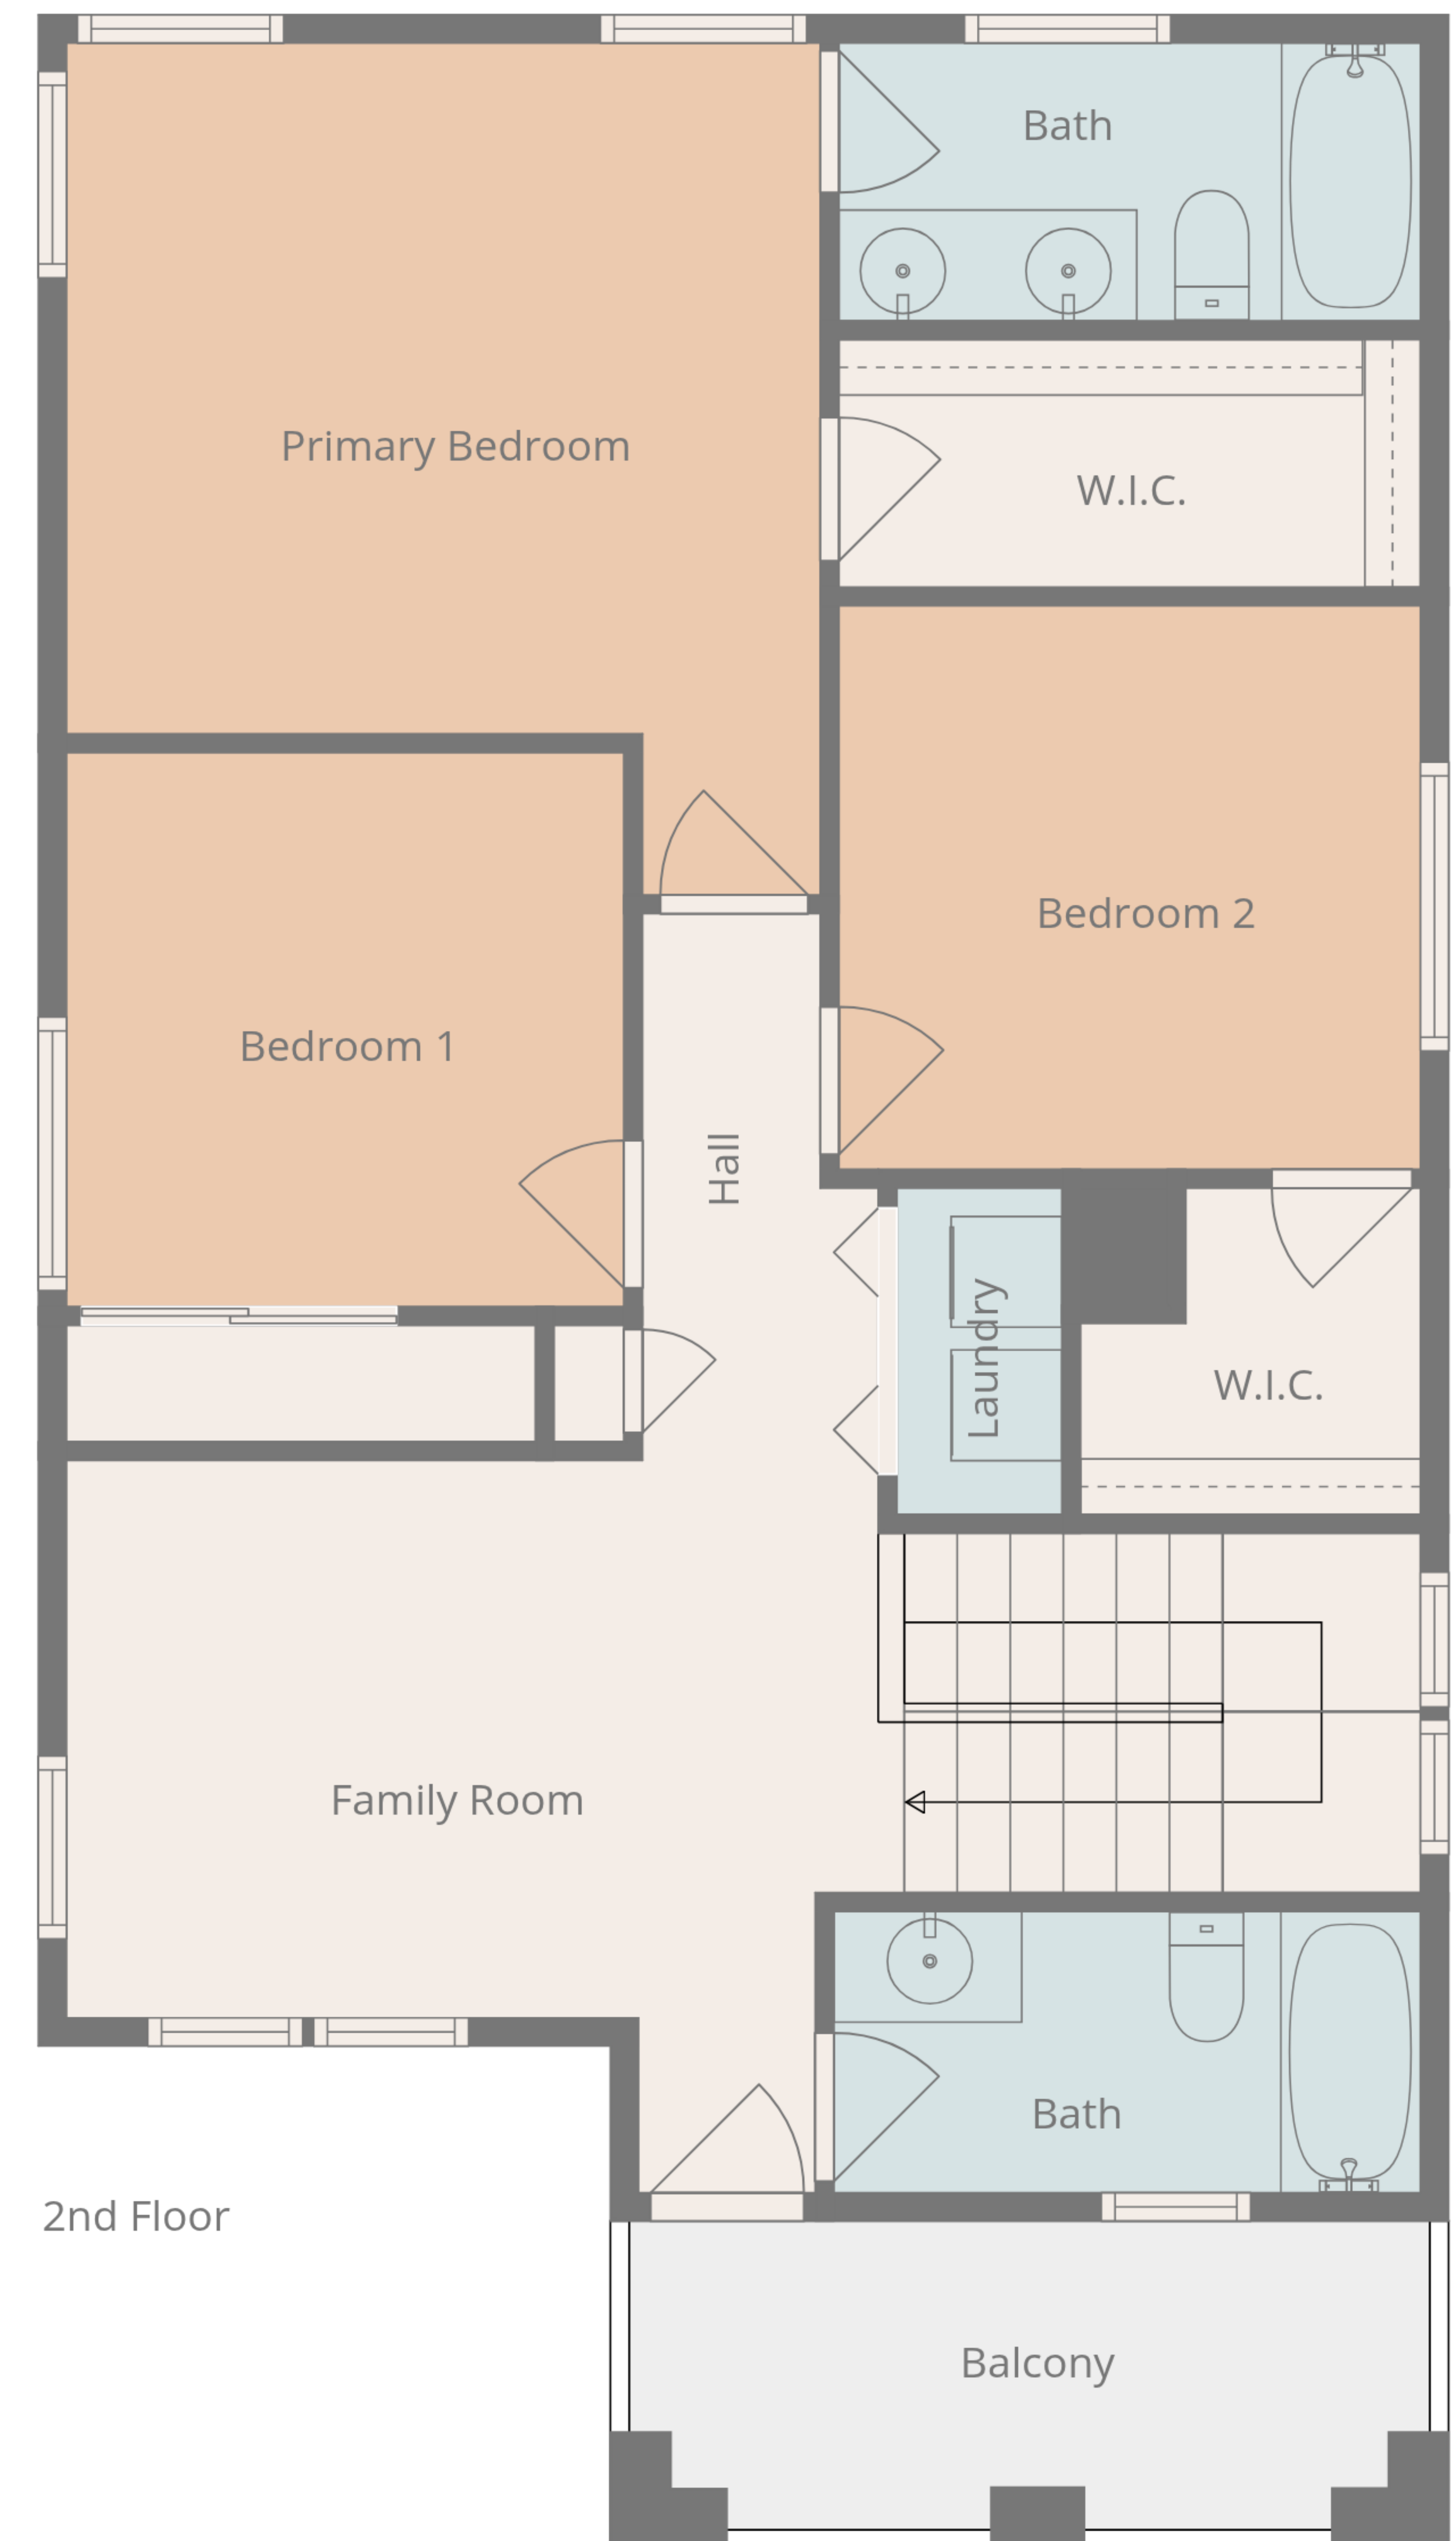 Bath
Primary Bedroom
W.I.C.
Bedroom 2
Bedroom 1
Hall
Laundry
W.I.C.
Family Room
Bath
2nd Floor
Balcony